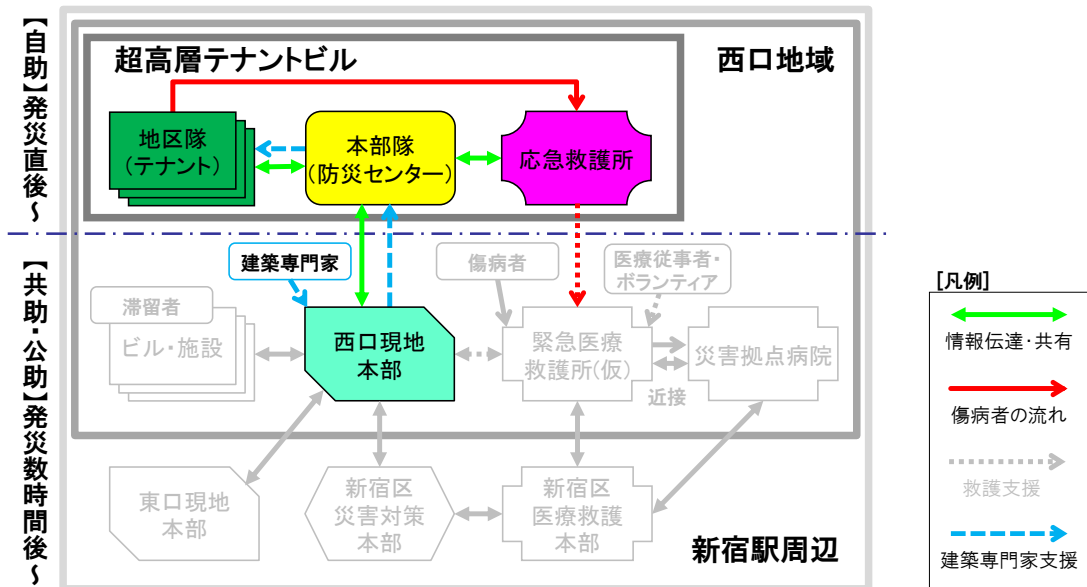 【自助】発災直後～
【共助・公助】発災数時間後～
超高層テナントビル
西口地域
地区隊
(テナント)
本部隊
(防災センター)
応急救護所
建築専門家
傷病者
医療従事者・
ボランティア
滞留者
ビル・施設
西口現地
本部
緊急医療
救護所(仮)
災害拠点病院
近接
東口現地
本部
新宿区
災害対策
本部
新宿区
医療救護
本部
新宿駅周辺
[凡例]
情報伝達・共有
傷病者の流れ
救護支援
建築専門家支援